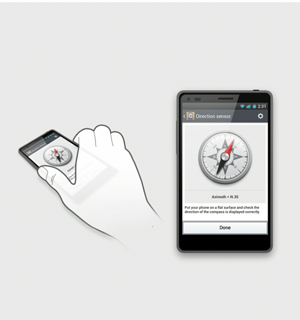 2:31
Direction sensor
Azimuth = N 35
Put your phone on a flat surface and check the
direction of the compass is displayed correctly.
Done